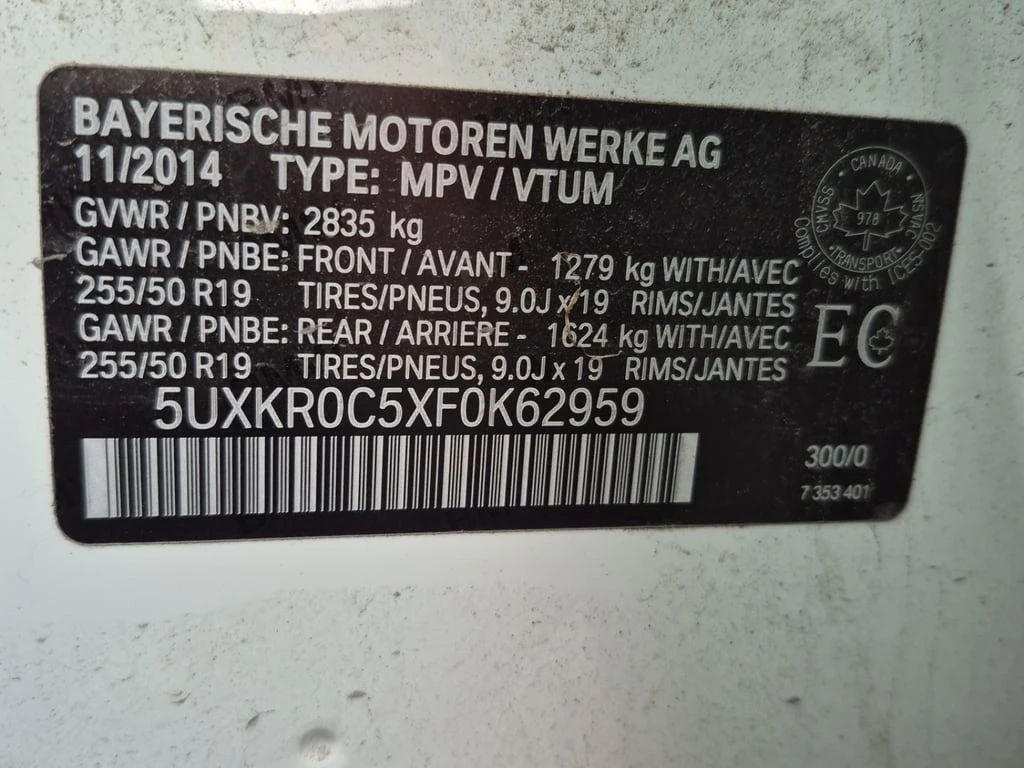 BAYERISCHE MOTOREN WERKE AG
11/2014 TYPE: MPV / VTUM
GVWR / PNBV: 2835 kg
GAWR / PNBE: FRONT / AVANT - 1279 kg WITH/AVEC
255/50 R19 TIRES/PNEUS, 9.0J x 19 RIMS/JANTES
GAWR / PNBE: REAR / ARRIERE - 1624 kg WITH/AVEC
255/50 R19 TIRES/PNEUS, 9.0J x 19 RIMS/JANTES
5UXKR0C5XF0K62959
CANADA
978
TRANSPORT
CMVSS
NSVAC
Complies with ICES-002
EC
300/0
7 353 401